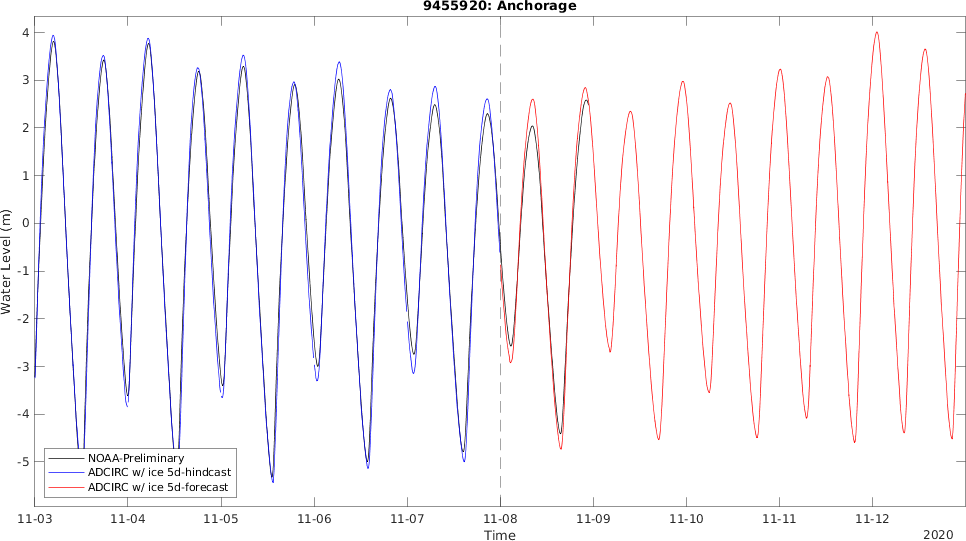 9455920: Anchorage
4
3
2
1
0
-1
-2
-3
-4
-5
Water Level (m)
NOAA-Preliminary
ADCIRC w/ ice 5d-hindcast
ADCIRC w/ ice 5d-forecast
11-03 11-04 11-05 11-06 11-07 11-08 11-09 11-10 11-11 11-12
Time
2020